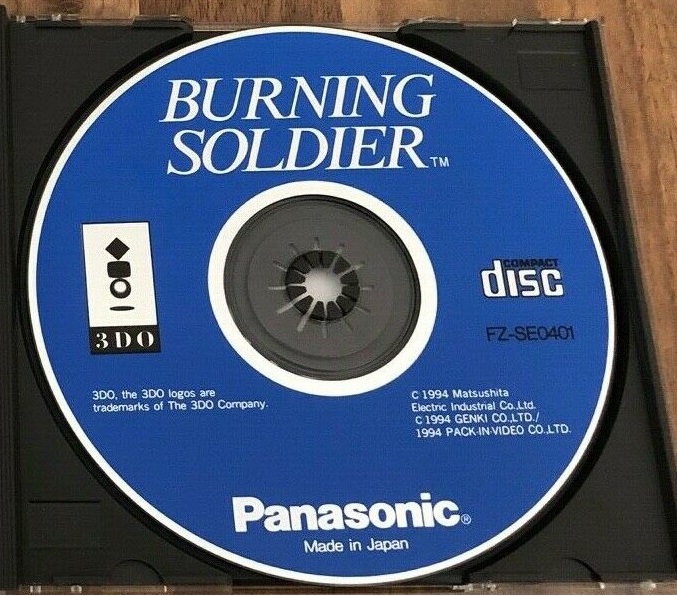 BURNING
SOLDIER™
COMPACT
disc
FZ-SE0401
3DO
3DO, the 3DO logos are
trademarks of The 3DO Company.
C 1994 Matsushita
Electric Industrial Co.,Ltd.
C 1994 GENKI CO.,LTD./
1994 PACK-IN-VIDEO CO.,LTD.
Panasonic®
Made in Japan